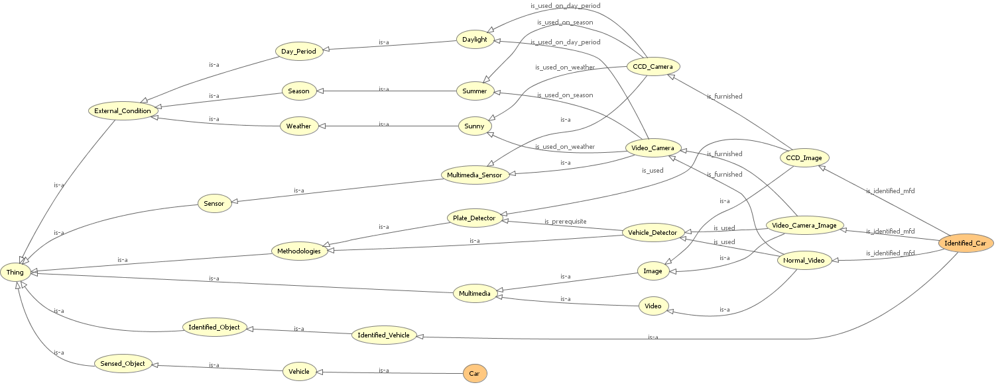 is_used_on_day_period
is_used_on_season
Daylight
is-a
is_used_on_day_period
Day_Period
is-a
CCD_Camera
is_used_on_weather
Season
is-a
Summer
is_used_on_season
is_furnished
is-a
External_Condition
is-a
Weather
is-a
Sunny
is-a
is_used_on_weather
Video_Camera
is_furnished
CCD_Image
is-a
Multimedia_Sensor
is_used
is_furnished
is-a
is-a
is_identified_mfd
Sensor
is-a
Plate_Detector
is_prerequisite
Video_Camera_Image
is-a
is-a
Vehicle_Detector
is_used
is_identified_mfd
is-a
is_used
Identified_Car
Methodologies
is-a
is-a
is_identified_mfd
Normal_Video
Thing
Image
is-a
is-a
Multimedia
is-a
Video
is-a
is-a
Identified_Object
is-a
Identified_Vehicle
is-a
is-a
Sensed_Object
is-a
Vehicle
is-a
Car